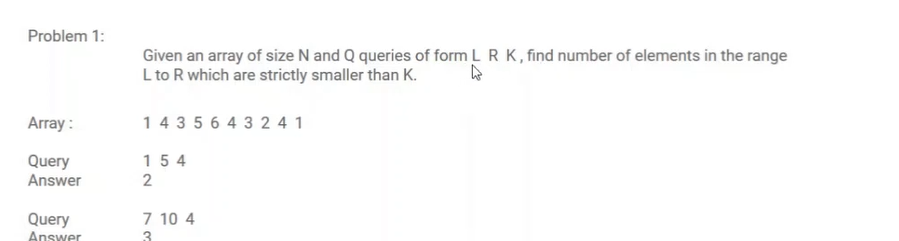 Problem 1:
Given an array of size N and Q queries of form L R K, find number of elements in the range
L to R which are strictly smaller than K.
Array : 1 4 3 5 6 4 3 2 4 1
Query 1 5 4
Answer 2
Query 7 10 4
Answer 3